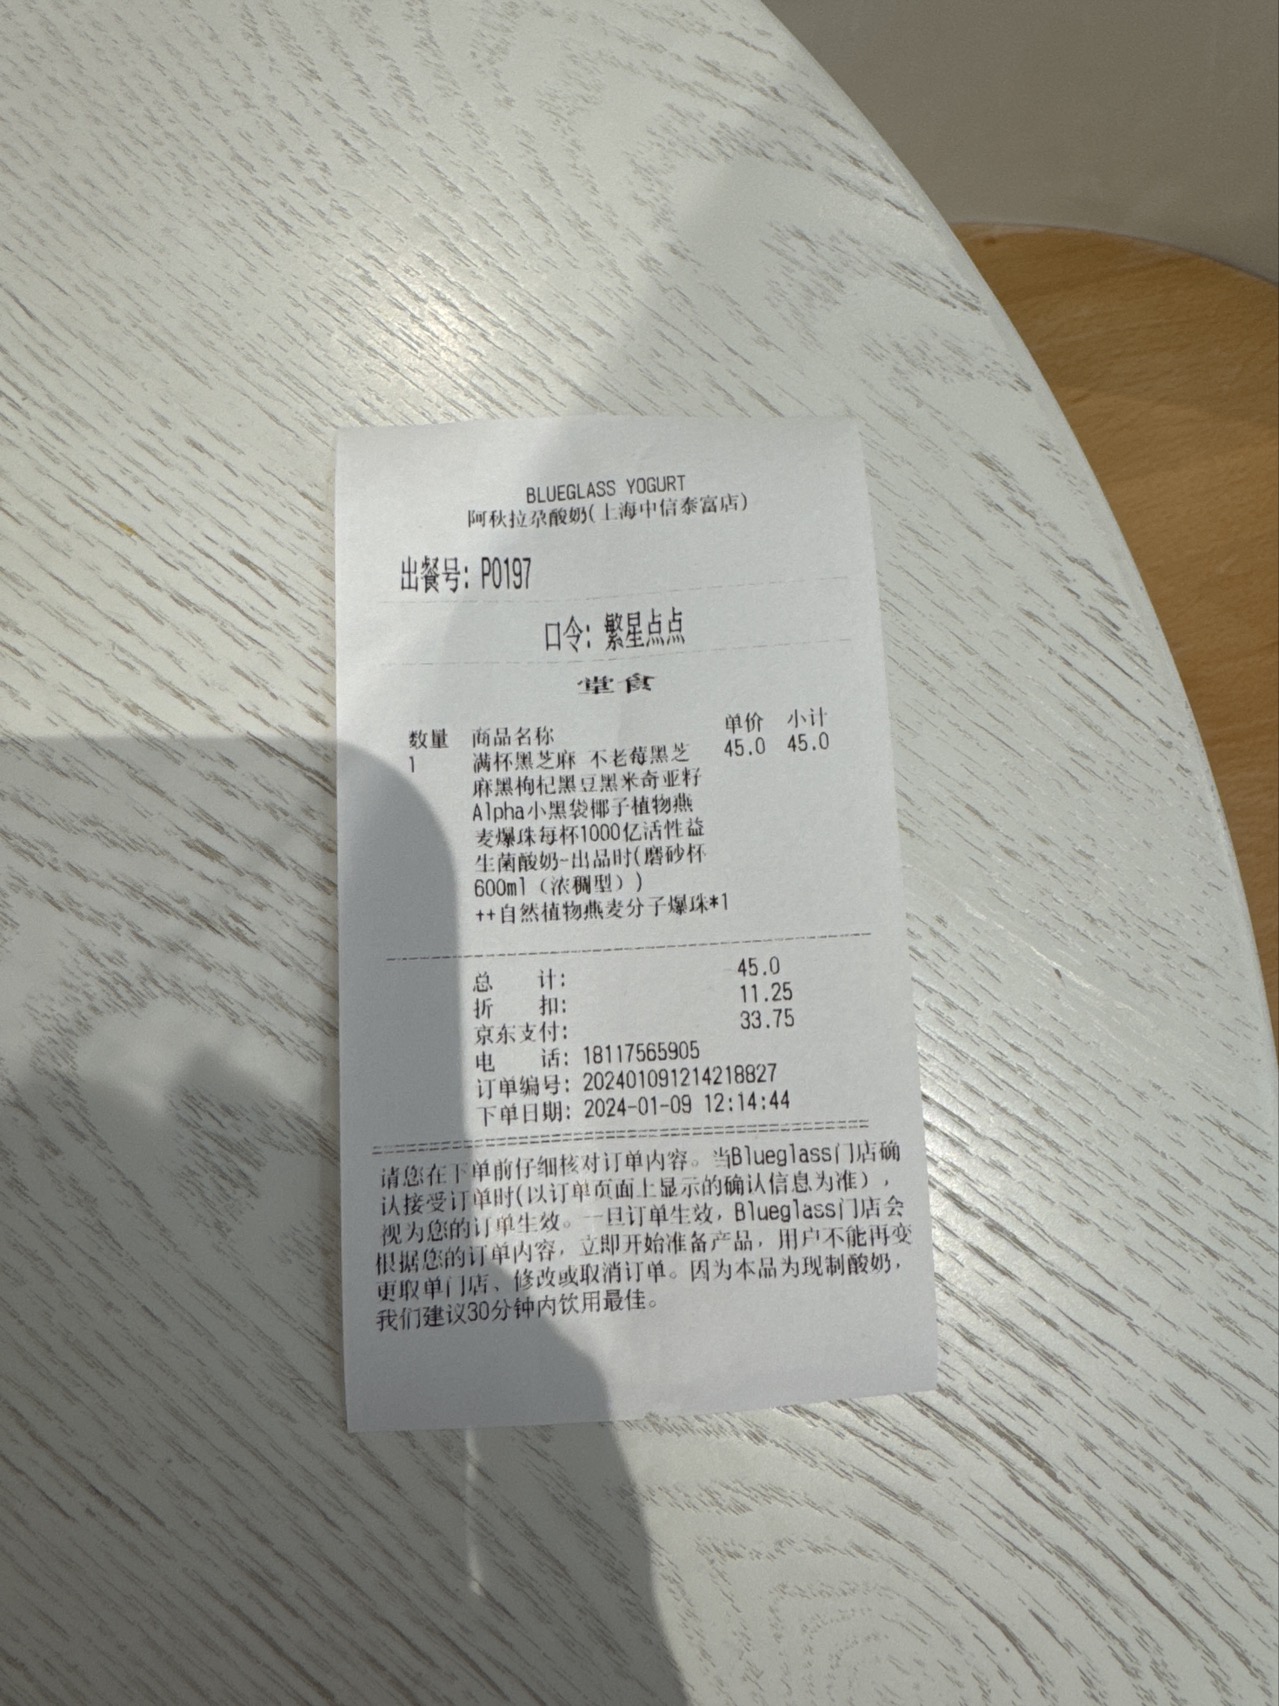 BLUEGLASS YOGURT
阿秋拉尕酸奶(上海中信泰富店)
出餐号: P0197
口令: 繁星点点
堂食
数量 商品名称 单价 小计
1 满杯黑芝麻 不老莓黑芝 45.0 45.0
麻黑枸杞黑豆黑米奇亚籽
Alpha小黑袋椰子植物燕
麦爆珠每杯1000亿活性益
生菌酸奶-出品时(磨砂杯
600ml（浓稠型）)
++自然植物燕麦分子爆珠*1
总 计: 45.0
折 扣: 11.25
京东支付: 33.75
电 话: 18117565905
订单编号: 202401091214218827
下单日期: 2024-01-09 12:14:44
请您在下单前仔细核对订单内容。当Blueglass门店确
认接受订单时(以订单页面上显示的确认信息为准),
视为您的订单生效。一旦订单生效, Blueglass门店会
根据您的订单内容, 立即开始准备产品, 用户不能再变
更取单门店、修改或取消订单。因为本品为现制酸奶,
我们建议30分钟内饮用最佳。